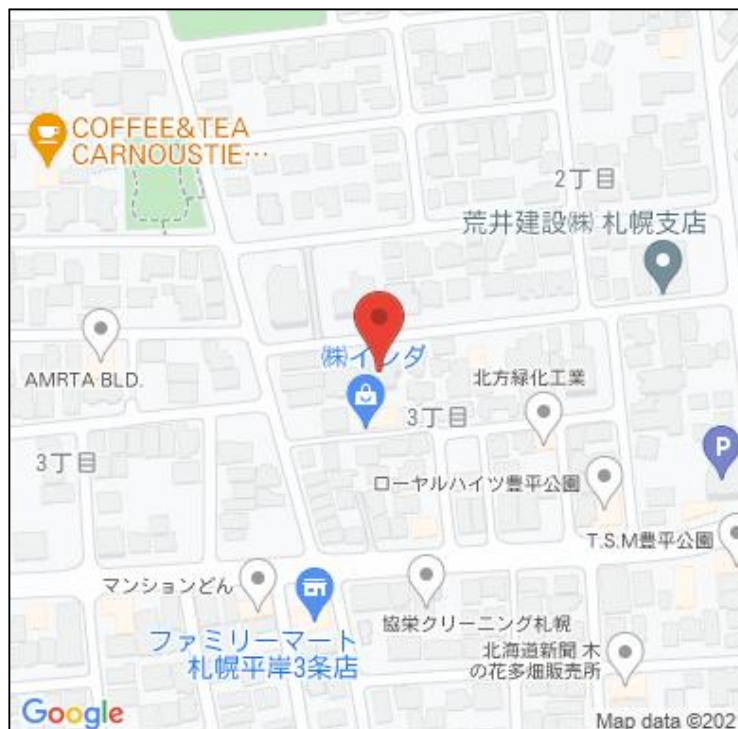 COFFEE&TEA
CARNOUSTIE…
2丁目
荒井建設㈱ 札幌支店
AMRTA BLD.
北方緑化工業
3丁目
3丁目
P
ローヤルハイツ豊平公園
T.S.M豊平公園
マンションどん
ファミリーマート
札幌平岸3条店
協栄クリーニング札幌
北海道新聞 木
の花多畑販売所
Google
Map data ©202